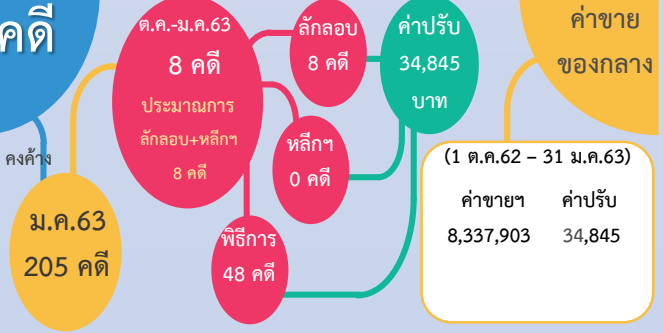 คดี
คงค้าง
ม.ค.63
205 คดี
ต.ค.-ม.ค.63
8 คดี
ประมาณการ
ลักลอบ+หลีกฯ
8 คดี
ลักลอบ
8 คดี
หลีกฯ
0 คดี
พิธีการ
48 คดี
ค่าปรับ
34,845
บาท
ค่าขาย
ของกลาง
(1 ต.ค.62 – 31 ม.ค.63)
ค่าขายฯ ค่าปรับ
8,337,903 34,845